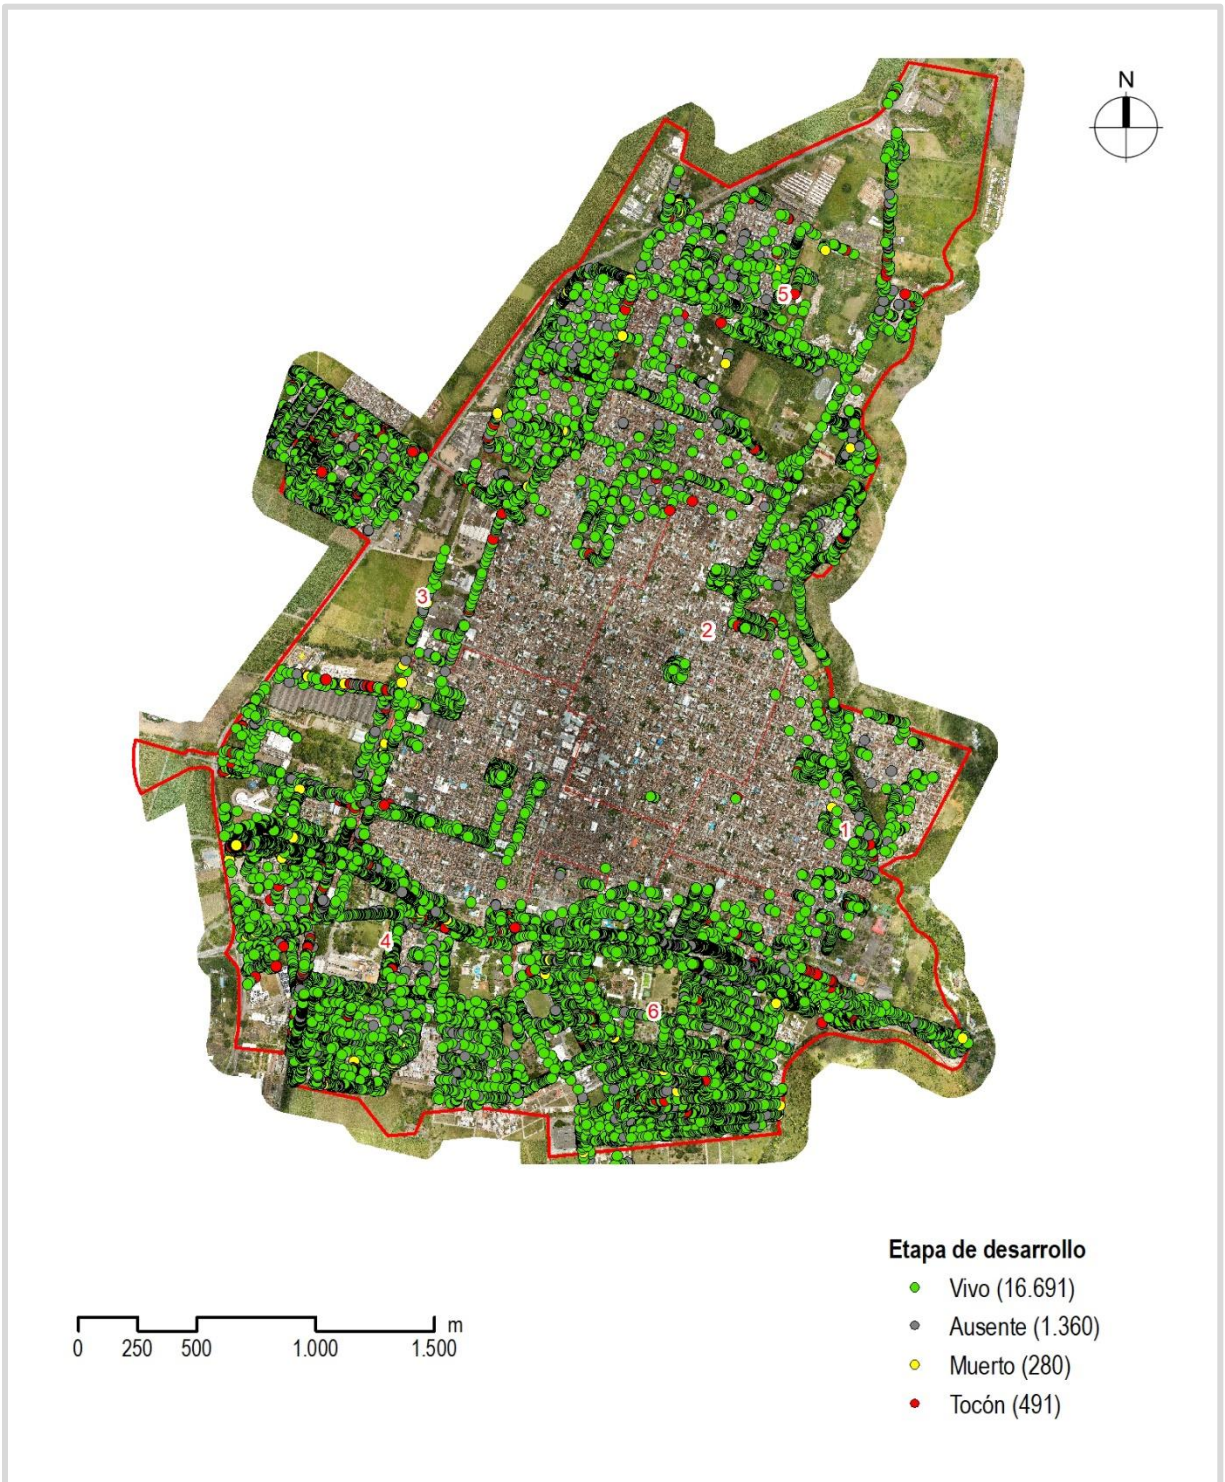 N
5
3
2
1
4
6
Etapa de desarrollo
Vivo (16.691)
Ausente (1.360)
Muerto (280)
Tocón (491)
m
0 250 500 1.000 1.500